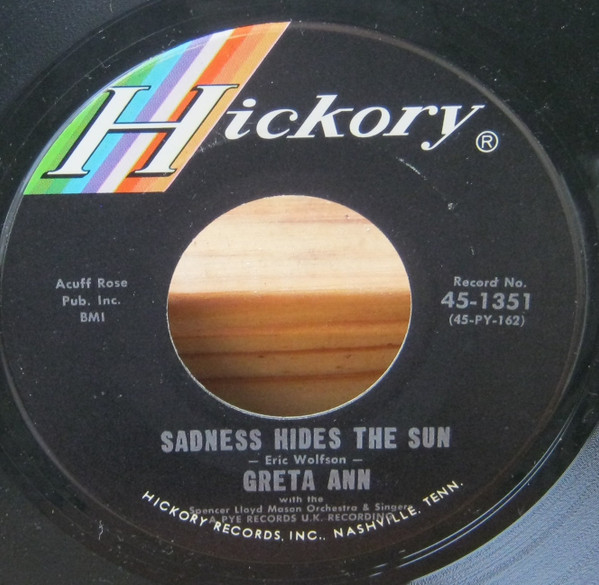 Hickory®
Acuff Rose
Pub. Inc.
BMI
Record No.
45-1351
(45-PY-162)
SADNESS HIDES THE SUN
— Eric Wolfson —
GRETA ANN
with the
Spencer Lloyd Mason Orchestra & Singers
A PYE RECORDS U.K. RECORDING
HICKORY RECORDS, INC., NASHVILLE, TENN.